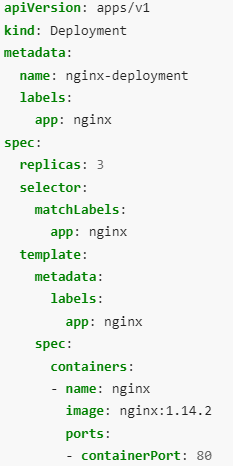 apiVersion: apps/v1
kind: Deployment
metadata:
  name: nginx-deployment
  labels:
    app: nginx
spec:
  replicas: 3
  selector:
    matchLabels:
      app: nginx
  template:
    metadata:
      labels:
        app: nginx
    spec:
      containers:
      - name: nginx
        image: nginx:1.14.2
        ports:
        - containerPort: 80